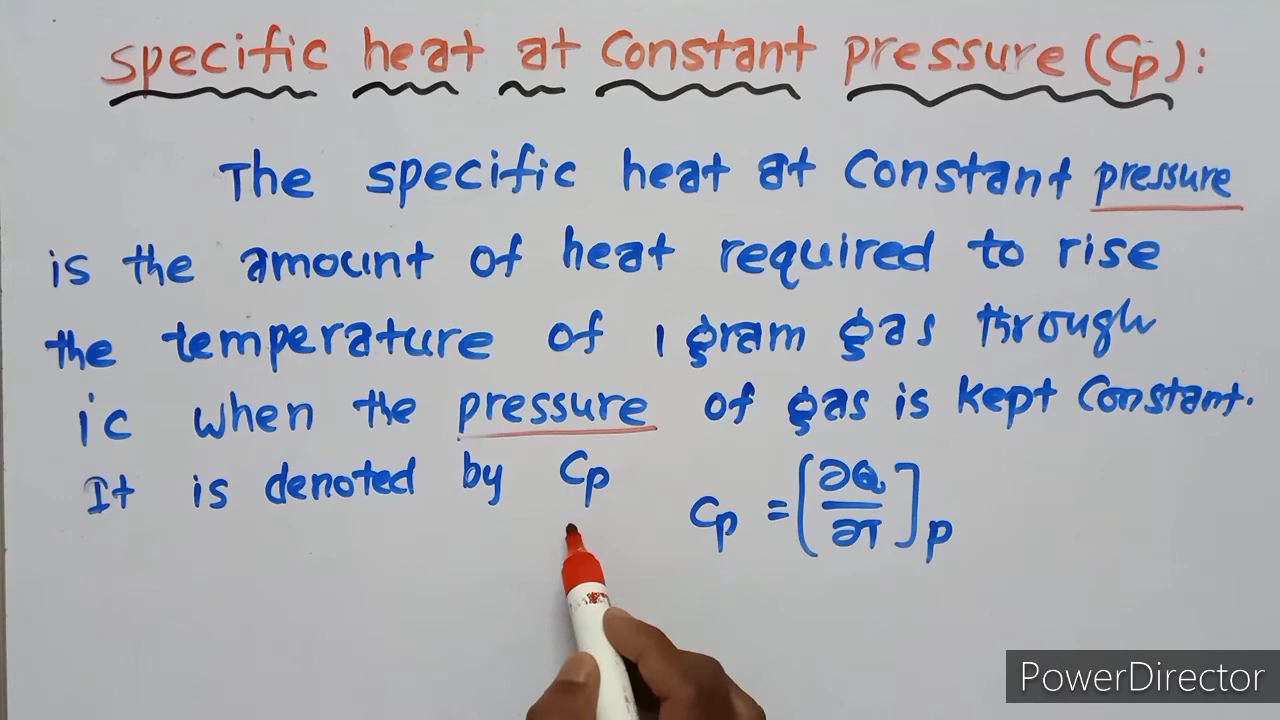 Specific heat at Constant pressure (Cp):
The specific heat at Constant pressure
is the amount of heat required to rise
the temperature of 1 gram gas through
1c when the pressure of gas is kept Constant.
It is denoted by Cp
Cp = [∂Q/∂T]p
PowerDirector